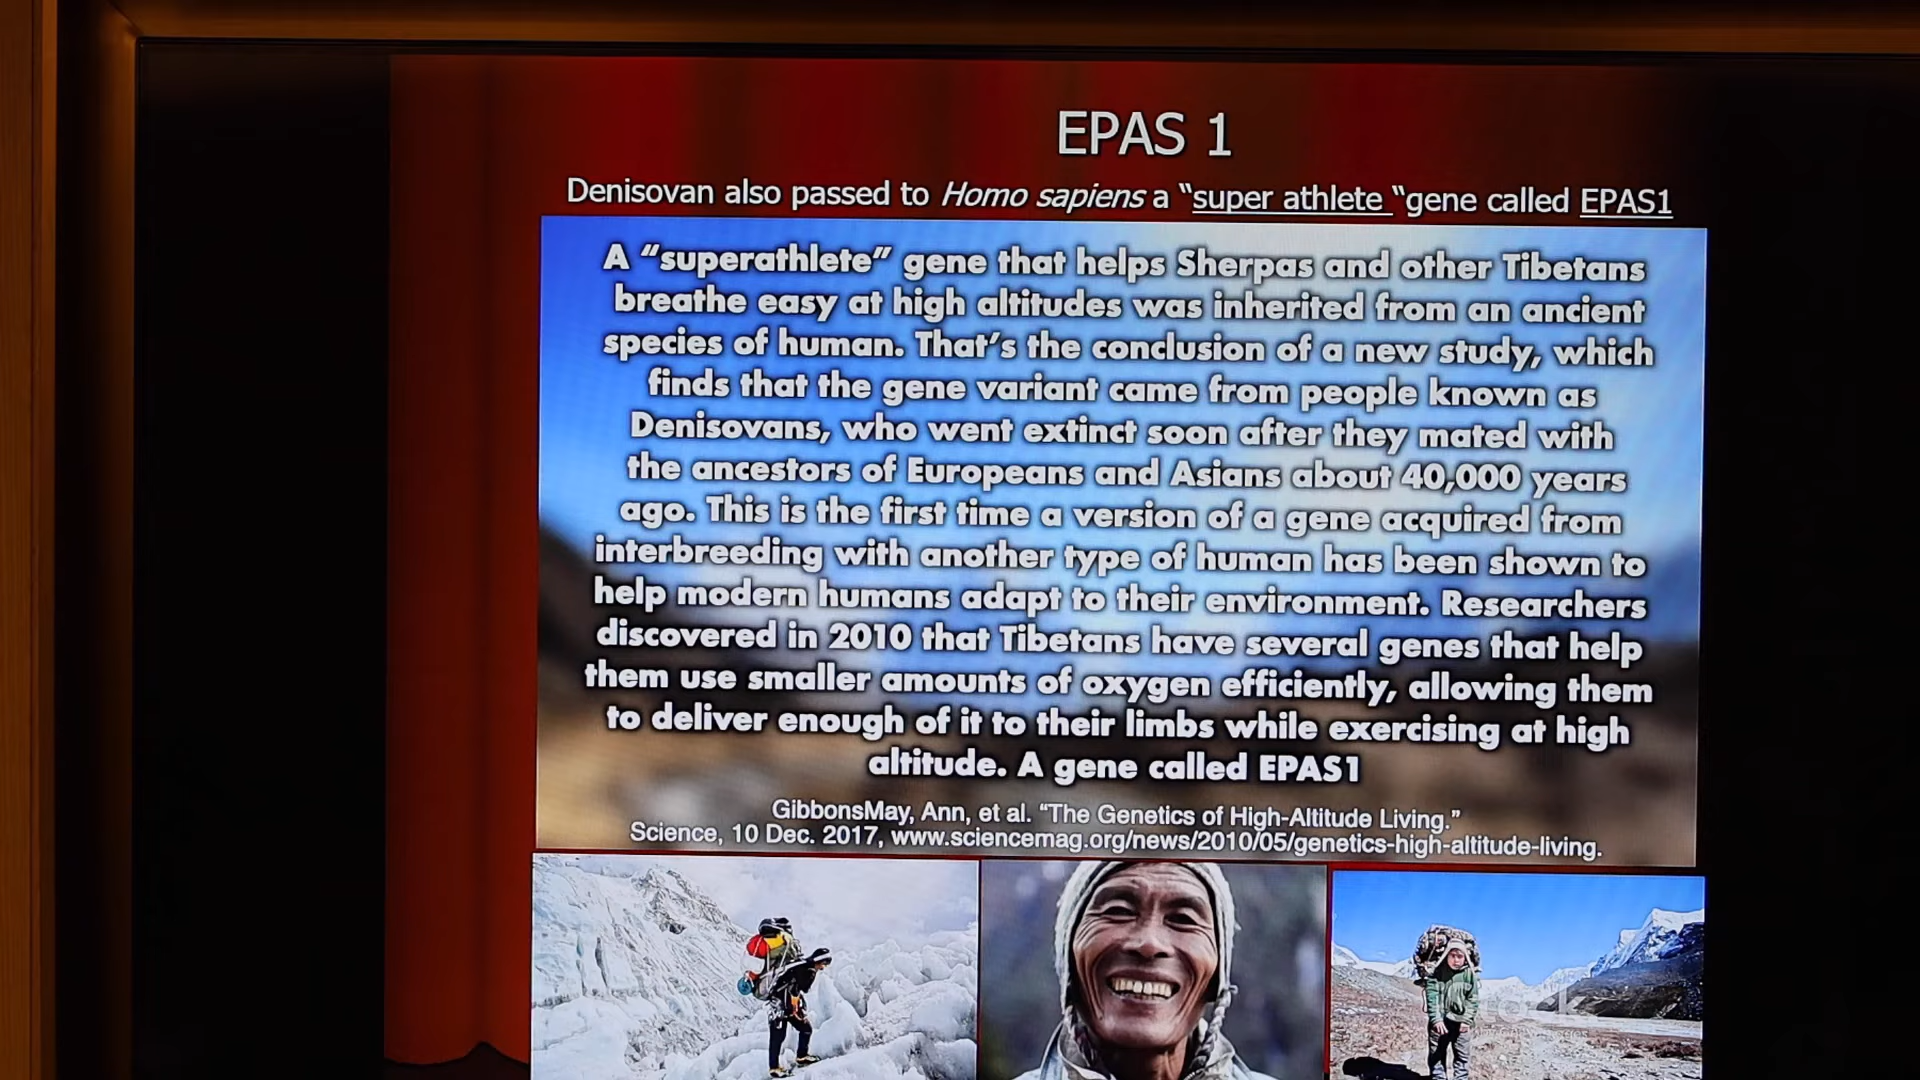 EPAS 1
Denisovan also passed to Homo sapiens a “super athlete “gene called EPAS1
A “superathlete” gene that helps Sherpas and other Tibetans
breathe easy at high altitudes was inherited from an ancient
species of human. That’s the conclusion of a new study, which
finds that the gene variant came from people known as
Denisovans, who went extinct soon after they mated with
the ancestors of Europeans and Asians about 40,000 years
ago. This is the first time a version of a gene acquired from
interbreeding with another type of human has been shown to
help modern humans adapt to their environment. Researchers
discovered in 2010 that Tibetans have several genes that help
them use smaller amounts of oxygen efficiently, allowing them
to deliver enough of it to their limbs while exercising at high
altitude. A gene called EPAS1
GibbonsMay, Ann, et al. “The Genetics of High-Altitude Living.”
Science, 10 Dec. 2017, www.sciencemag.org/news/2010/05/genetics-high-altitude-living.